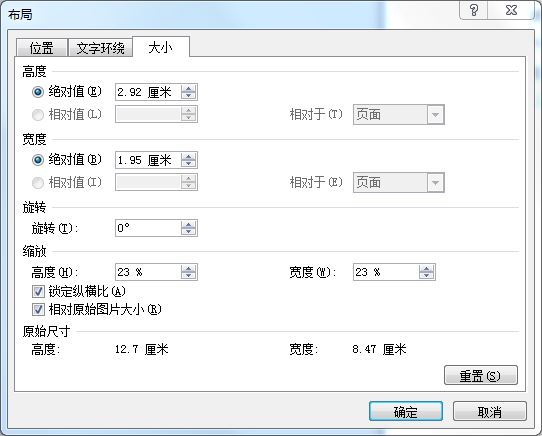 布局
位置 文字环绕 大小
高度
绝对值(E) 2.92 厘米
相对值(L) 相对于(T) 页面
宽度
绝对值(B) 1.95 厘米
相对值(I) 相对于(E) 页面
旋转
旋转(T): 0°
缩放
高度(H): 23 % 宽度(W): 23 %
锁定纵横比(A)
相对原始图片大小(R)
原始尺寸
高度: 12.7 厘米 宽度: 8.47 厘米
重置(S)
确定 取消